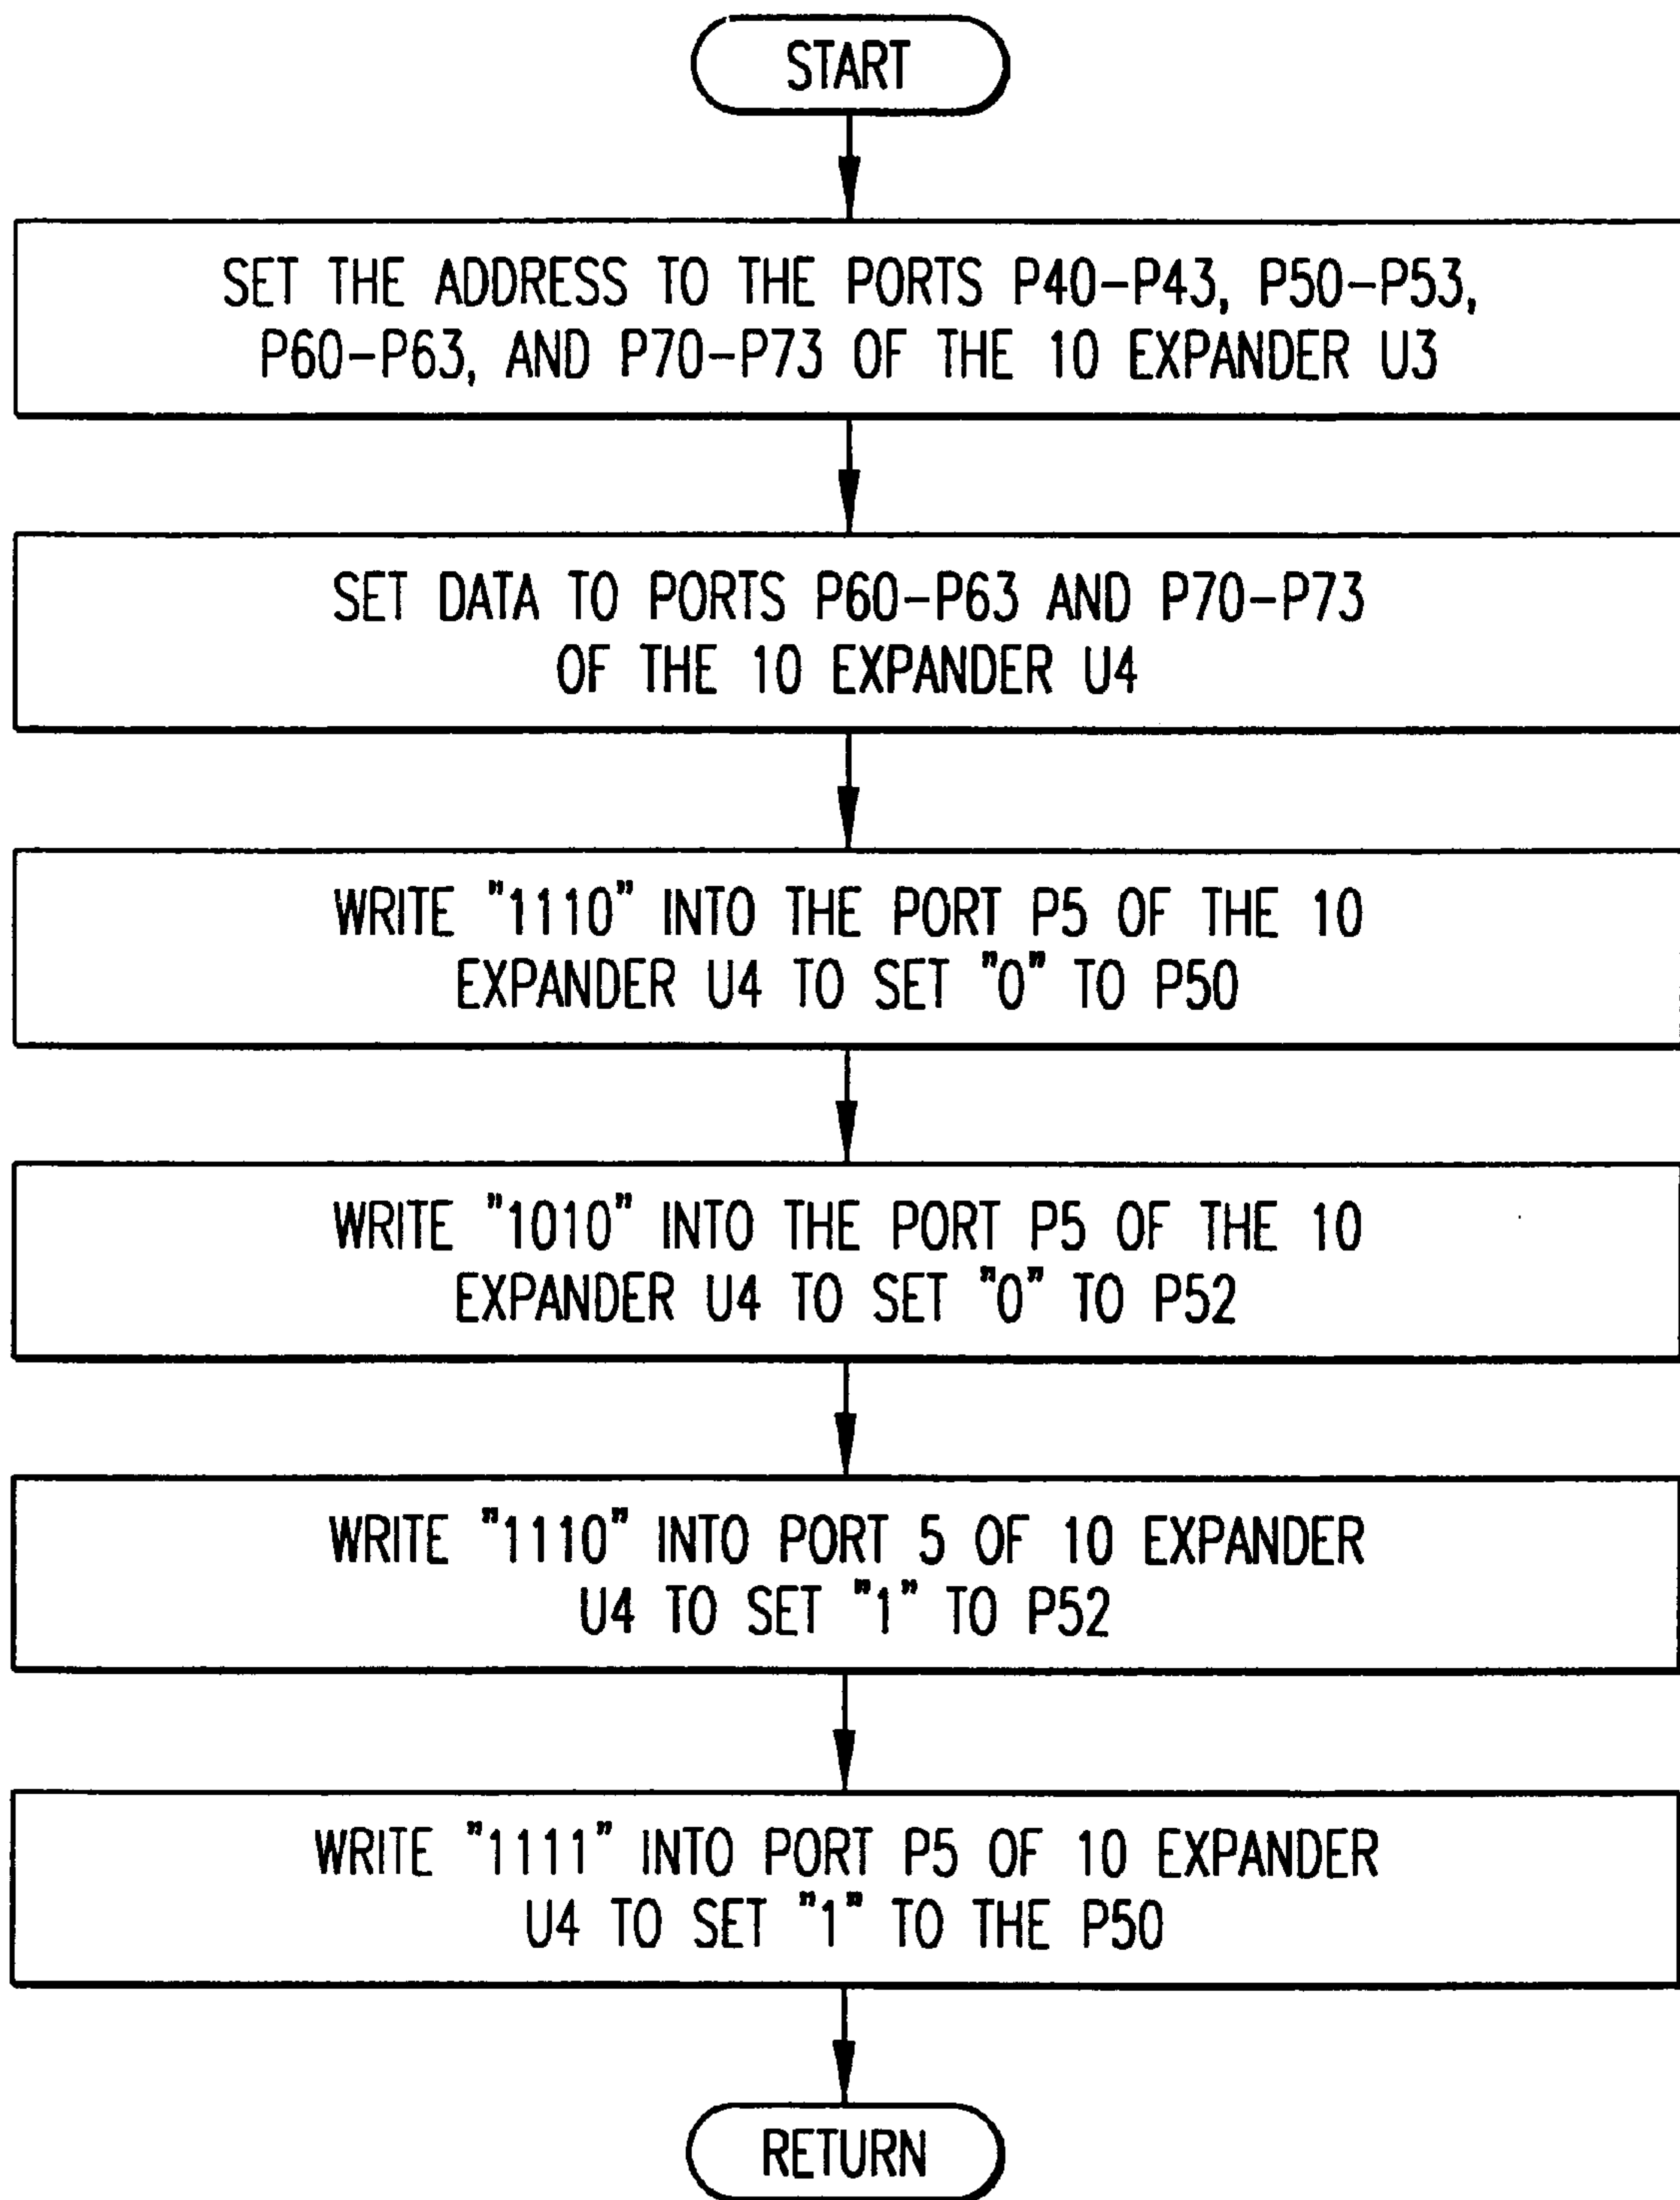 START
SET THE ADDRESS TO THE PORTS P40-P43, P50-P53,
P60-P63, AND P70-P73 OF THE 10 EXPANDER U3
SET DATA TO PORTS P60-P63 AND P70-P73
OF THE 10 EXPANDER U4
WRITE "1110" INTO THE PORT P5 OF THE 10
EXPANDER U4 TO SET "0" TO P50
WRITE "1010" INTO THE PORT P5 OF THE 10
EXPANDER U4 TO SET "0" TO P52
WRITE "1110" INTO PORT 5 OF 10 EXPANDER
U4 TO SET "1" TO P52
WRITE "1111" INTO PORT P5 OF 10 EXPANDER
U4 TO SET "1" TO THE P50
RETURN